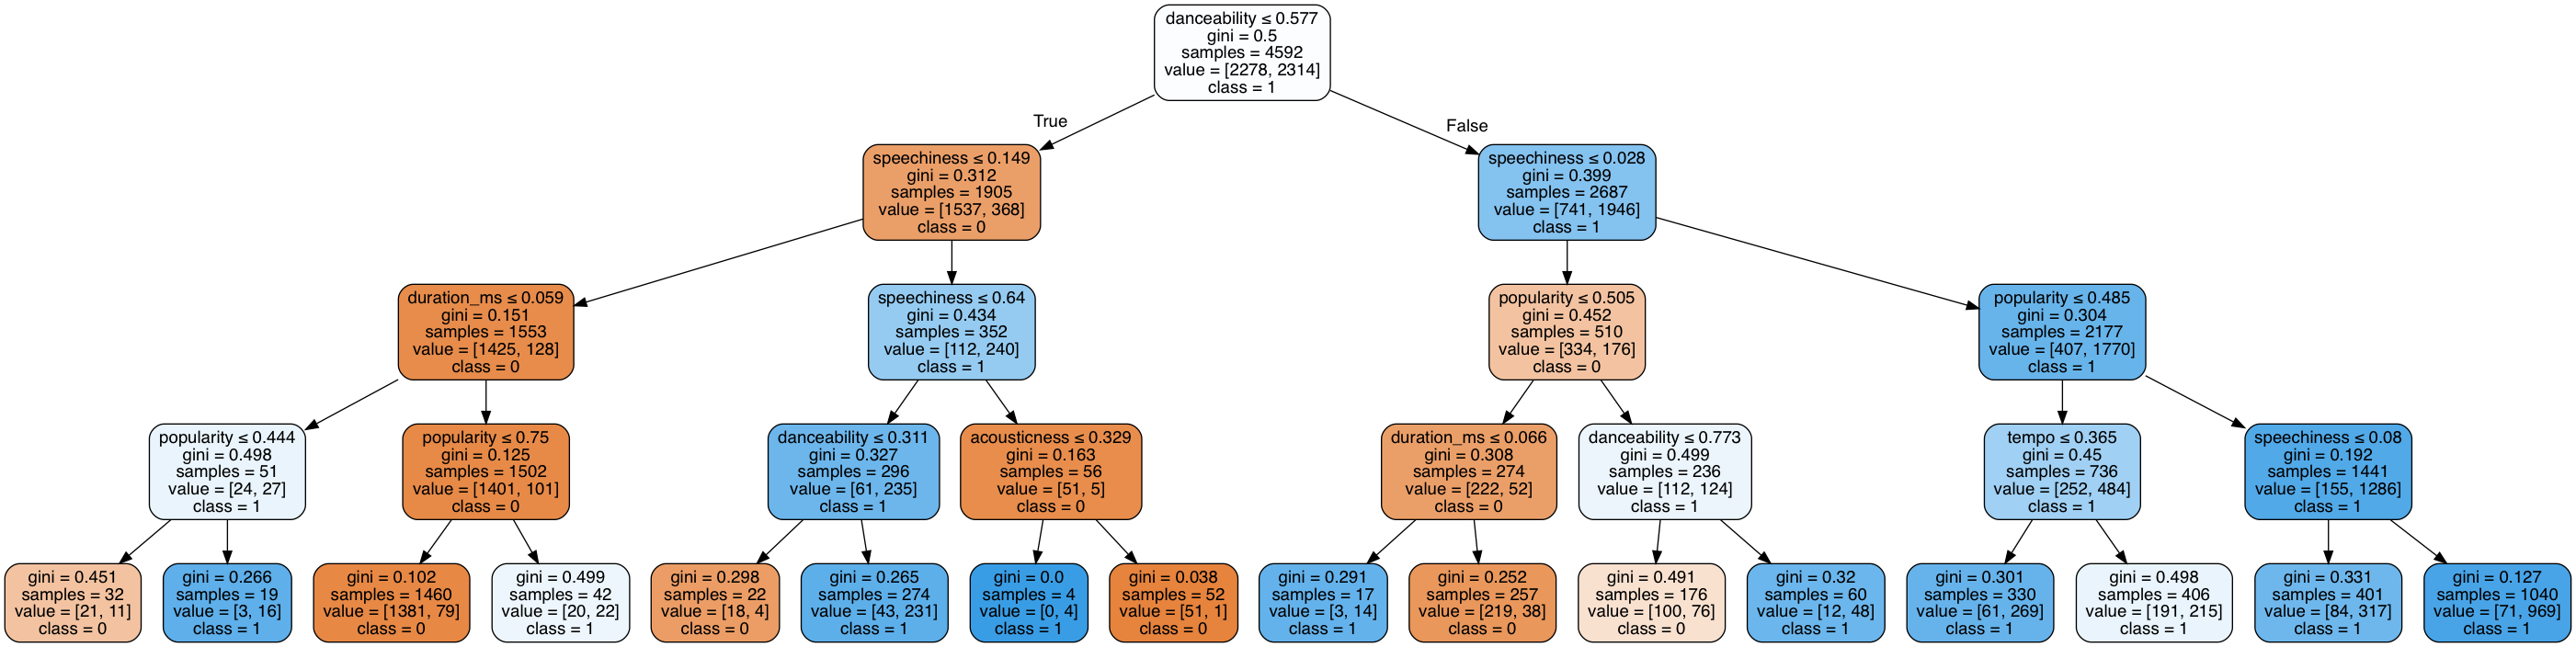 danceability ≤ 0.577
gini = 0.5
samples = 4592
value = [2278, 2314]
class = 1
True
False
speechiness ≤ 0.149
gini = 0.312
samples = 1905
value = [1537, 368]
class = 0
speechiness ≤ 0.028
gini = 0.399
samples = 2687
value = [741, 1946]
class = 1
duration_ms ≤ 0.059
gini = 0.151
samples = 1553
value = [1425, 128]
class = 0
speechiness ≤ 0.64
gini = 0.434
samples = 352
value = [112, 240]
class = 1
popularity ≤ 0.505
gini = 0.452
samples = 510
value = [334, 176]
class = 0
popularity ≤ 0.485
gini = 0.304
samples = 2177
value = [407, 1770]
class = 1
popularity ≤ 0.444
gini = 0.498
samples = 51
value = [24, 27]
class = 1
popularity ≤ 0.75
gini = 0.125
samples = 1502
value = [1401, 101]
class = 0
danceability ≤ 0.311
gini = 0.327
samples = 296
value = [61, 235]
class = 1
acousticness ≤ 0.329
gini = 0.163
samples = 56
value = [51, 5]
class = 0
duration_ms ≤ 0.066
gini = 0.308
samples = 274
value = [222, 52]
class = 0
danceability ≤ 0.773
gini = 0.499
samples = 236
value = [112, 124]
class = 1
tempo ≤ 0.365
gini = 0.45
samples = 736
value = [252, 484]
class = 1
speechiness ≤ 0.08
gini = 0.192
samples = 1441
value = [155, 1286]
class = 1
gini = 0.451
samples = 32
value = [21, 11]
class = 0
gini = 0.266
samples = 19
value = [3, 16]
class = 1
gini = 0.102
samples = 1460
value = [1381, 79]
class = 0
gini = 0.499
samples = 42
value = [20, 22]
class = 1
gini = 0.298
samples = 22
value = [18, 4]
class = 0
gini = 0.265
samples = 274
value = [43, 231]
class = 1
gini = 0.0
samples = 4
value = [0, 4]
class = 1
gini = 0.038
samples = 52
value = [51, 1]
class = 0
gini = 0.291
samples = 17
value = [3, 14]
class = 1
gini = 0.252
samples = 257
value = [219, 38]
class = 0
gini = 0.491
samples = 176
value = [100, 76]
class = 0
gini = 0.32
samples = 60
value = [12, 48]
class = 1
gini = 0.301
samples = 330
value = [61, 269]
class = 1
gini = 0.498
samples = 406
value = [191, 215]
class = 1
gini = 0.331
samples = 401
value = [84, 317]
class = 1
gini = 0.127
samples = 1040
value = [71, 969]
class = 1